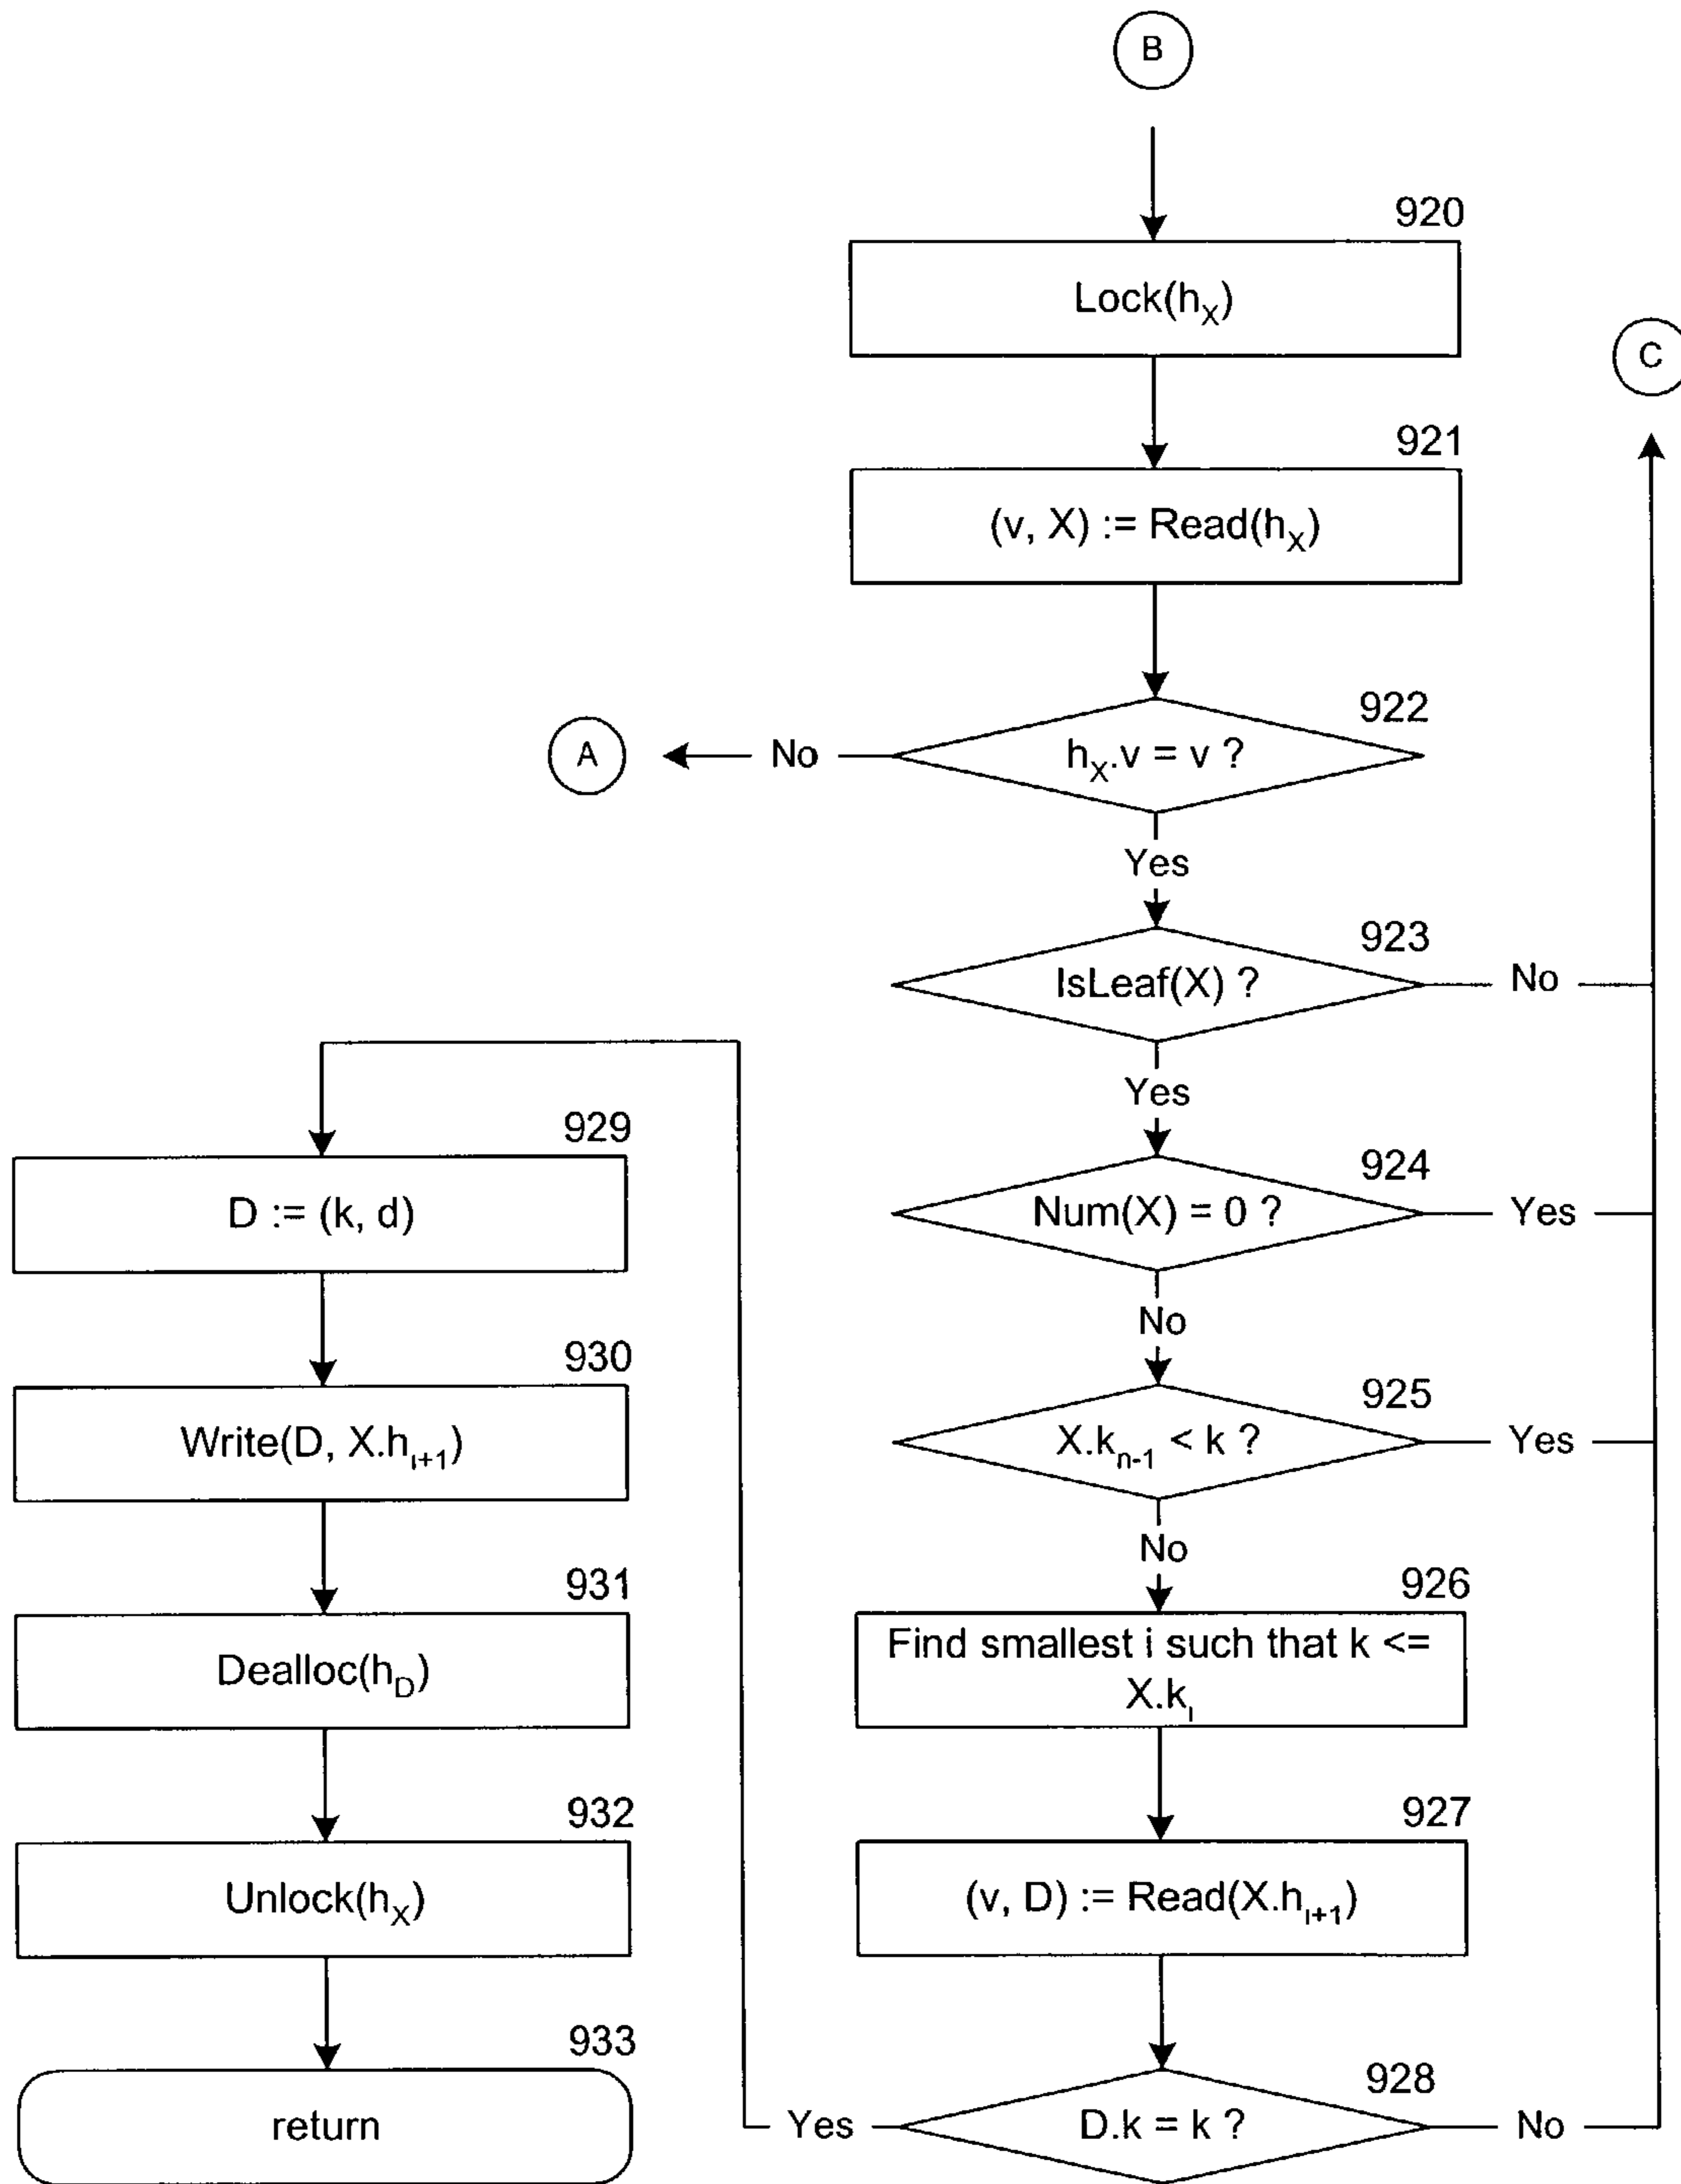 B
920
Lock(hX)
C
921
(v, X) := Read(hX)
922
hX.v = v ?
No
A
Yes
923
IsLeaf(X) ?
No
Yes
924
Num(X) = 0 ?
Yes
No
925
X.kn-1 < k ?
Yes
No
926
Find smallest i such that k <=
X.ki
927
(v, D) := Read(X.hi+1)
928
D.k = k ?
No
Yes
929
D := (k, d)
930
Write(D, X.hi+1)
931
Dealloc(hD)
932
Unlock(hX)
933
return